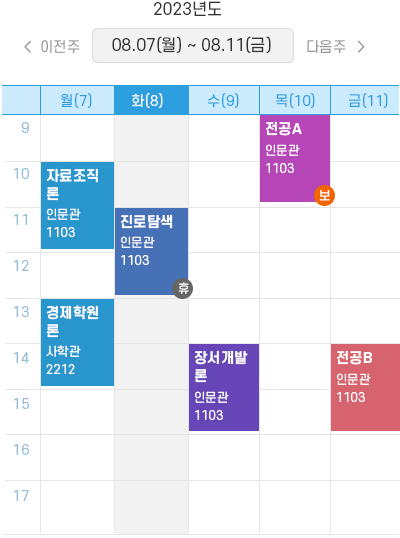 2023년도
이전주 08.07(월) ~ 08.11(금) 다음주
월(7) 화(8) 수(9) 목(10) 금(11)
9
전공A
인문관
1103
보
10
자료조직
론
인문관
1103
11
진로탐색
인문관
1103
휴
12
13
경제학원
론
사학관
2212
14
장서개발
론
인문관
1103
전공B
인문관
1103
15
16
17